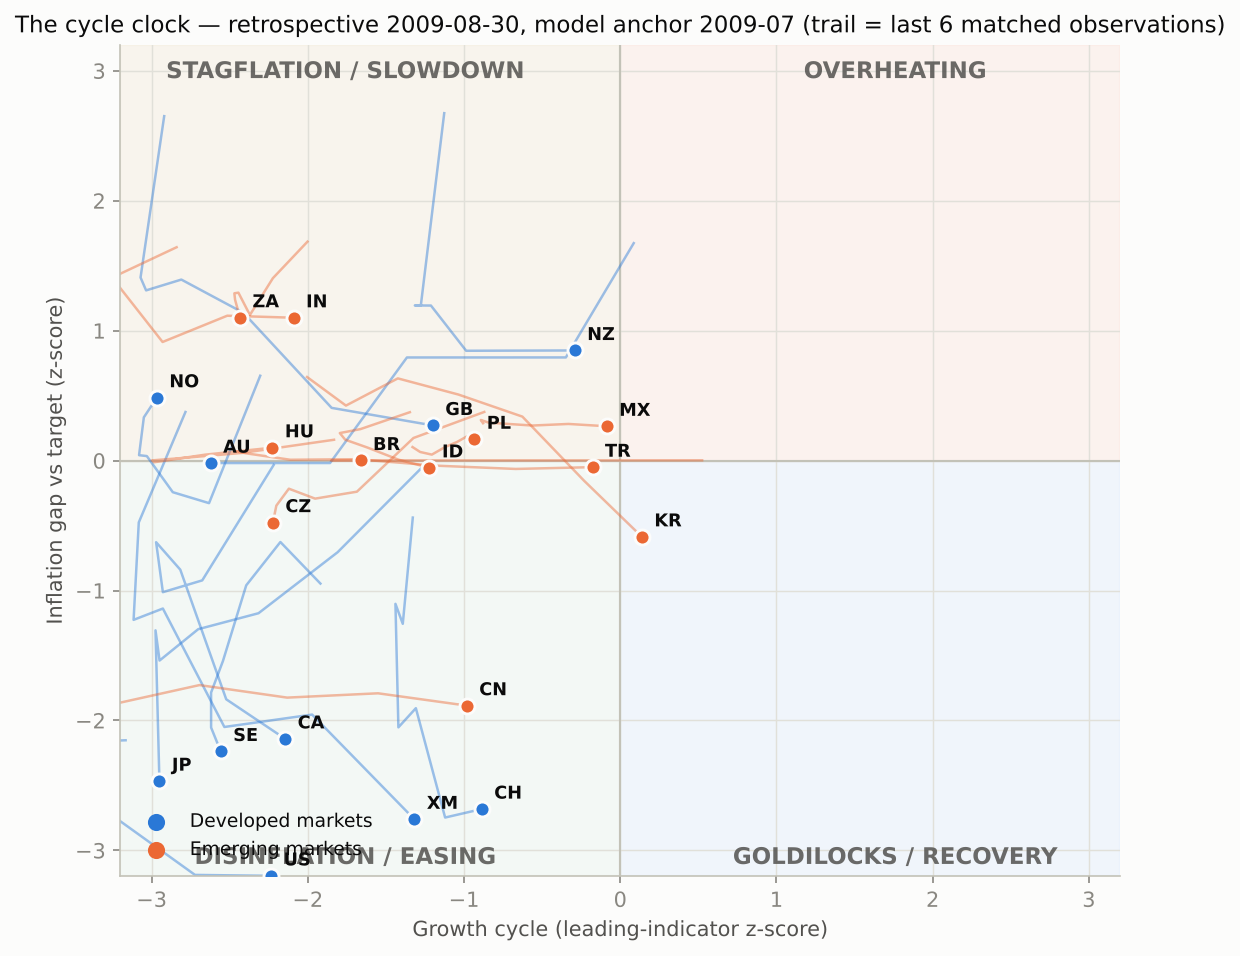 The cycle clock — retrospective 2009-08-30, model anchor 2009-07 (trail = last 6 matched observations)
STAGFLATION / SLOWDOWN
OVERHEATING
3
2
1
0
−1
−2
−3
Inflation gap vs target (z-score)
ZA
IN
NZ
NO
GB
MX
PL
HU
BR
AU
ID
TR
CZ
KR
CN
CA
SE
JP
XM
CH
Developed markets
Emerging markets
US
DISINFLATION / EASING
GOLDILOCKS / RECOVERY
−3
−2
−1
0
1
2
3
Growth cycle (leading-indicator z-score)